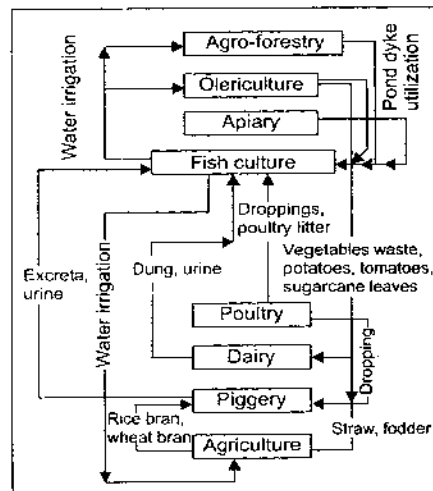 Agro-forestry
Olericulture
Apiary
Fish culture
Water irrigation
Pond dyke
utilization
Droppings,
poultry litter
Dung, urine
Vegetables waste,
potatoes, tomatoes,
sugarcane leaves
Excreta,
urine
Water irrigation
Poultry
Dairy
Dropping
Piggery
Rice bran,
wheat bran
Straw, fodder
Agriculture